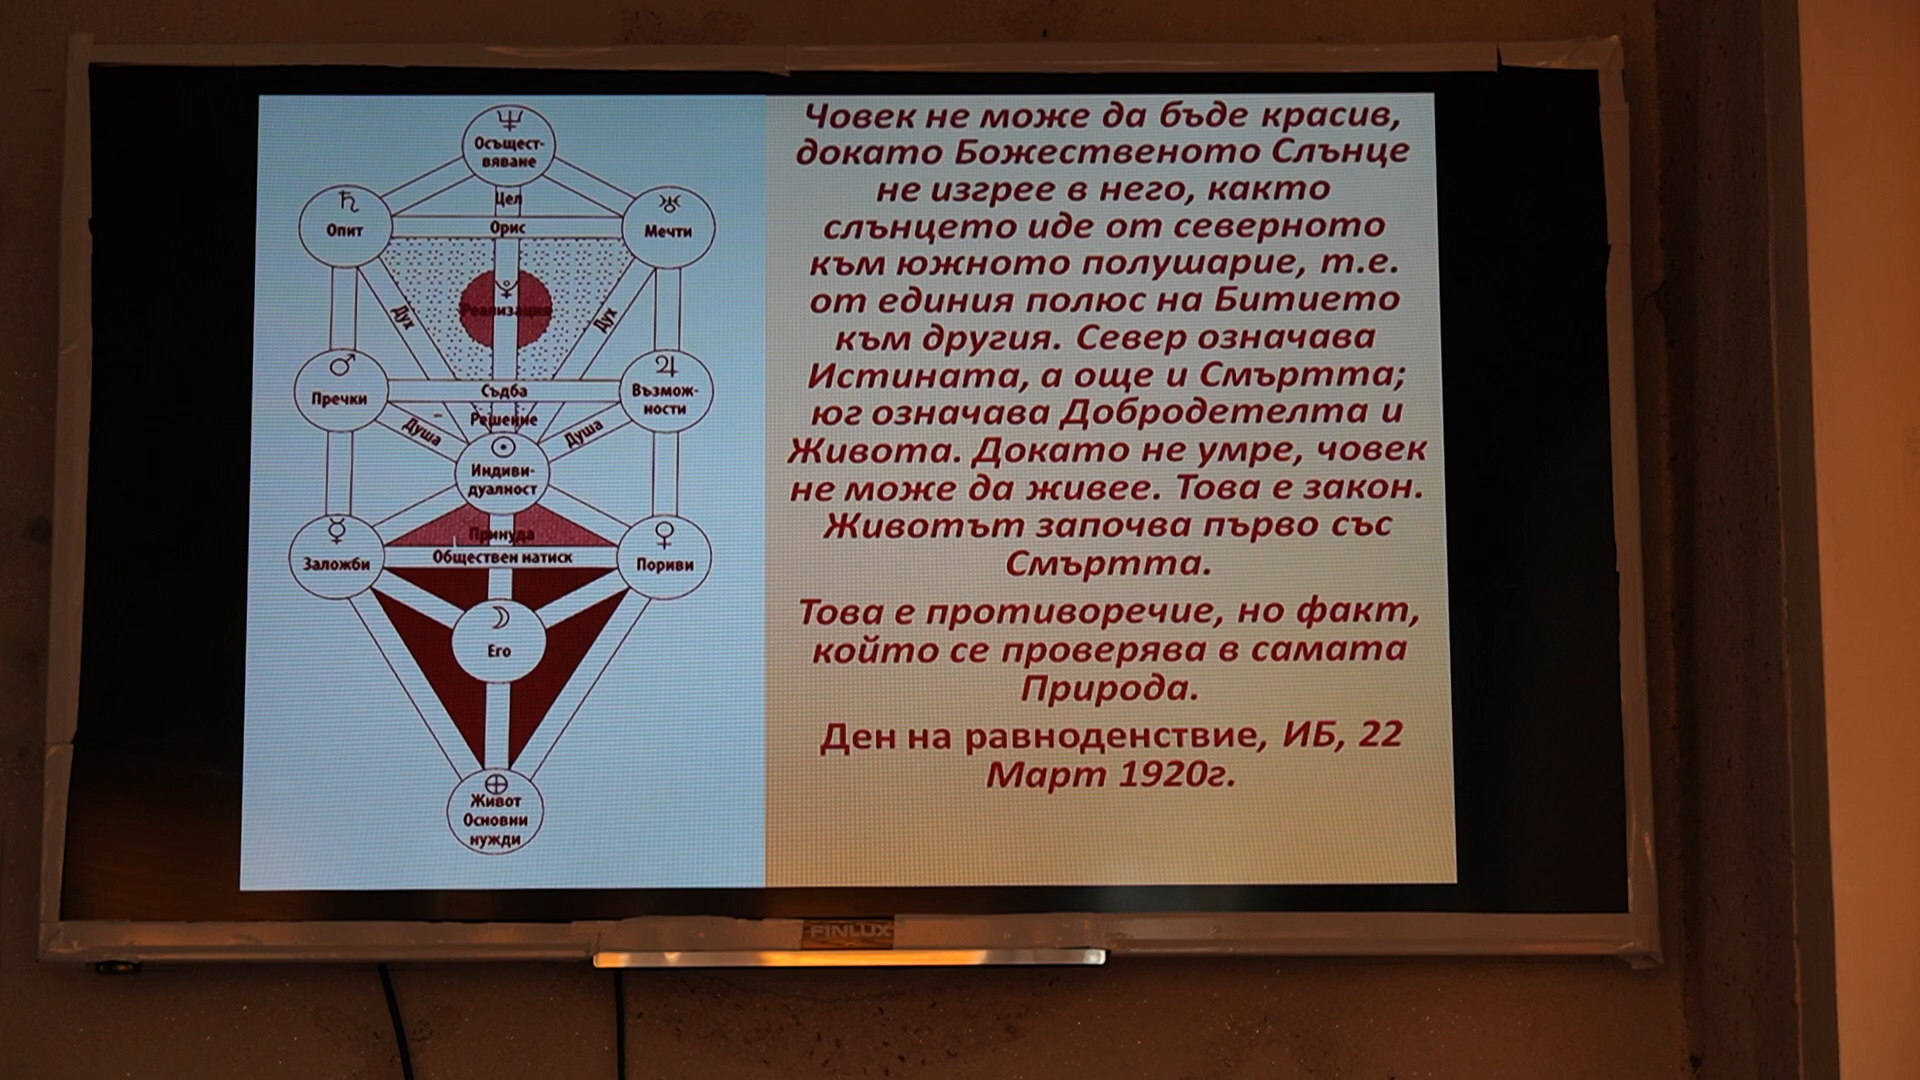 Осъщест-
вяване
Цел
Опит
Орис
Мечти
Реализация
Дух
Дух
Пречки
Съдба
Възмож-
ности
Решение
Душа
Душа
Индиви-
дуалност
Принуда
Обществен натиск
Заложби
Пориви
Его
Живот
Основни
нужди
Човек не може да бъде красив,
докато Божественото Слънце
не изгрее в него, както
слънцето иде от северното
към южното полушарие, т.е.
от единия полюс на Битието
към другия. Север означава
Истината, а още и Смъртта;
юг означава Добродетелта и
Живота. Докато не умре, човек
не може да живее. Това е закон.
Животът започва първо със
Смъртта.
Това е противоречие, но факт,
който се проверява в самата
Природа.
Ден на равноденствие, ИБ, 22
Март 1920г.
FINLUX